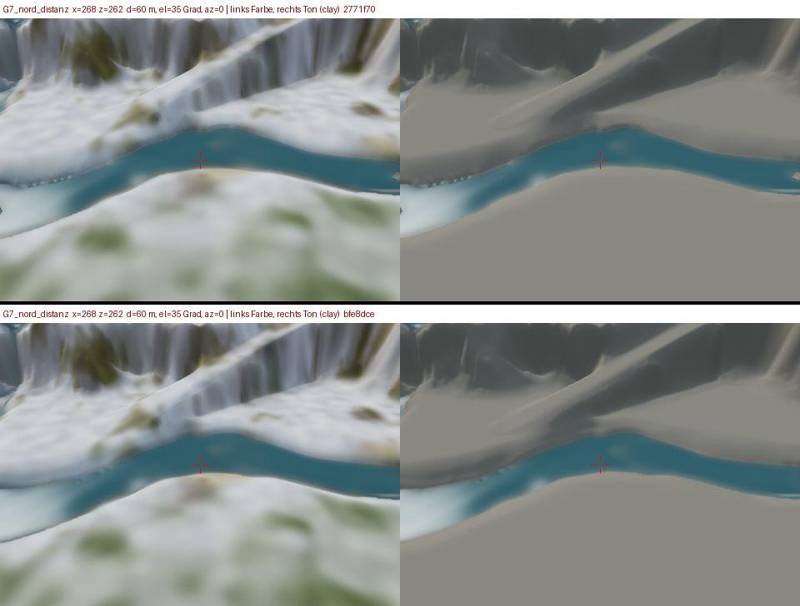 G7_nord_distanz x=268 z=262 d=60 m, el=35 Grad, az=0 | links Farbe, rechts Ton (clay) 2771f70
G7_nord_distanz x=268 z=262 d=60 m, el=35 Grad, az=0 | links Farbe, rechts Ton (clay) bfe8dce